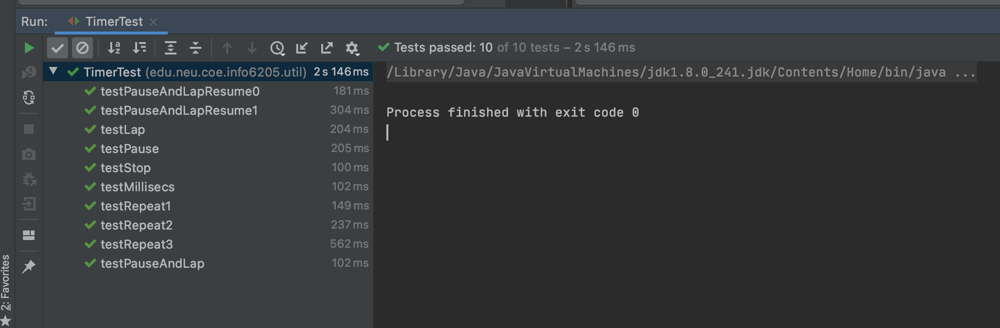 Run: TimerTest
Tests passed: 10 of 10 tests – 2 s 146 ms
TimerTest (edu.neu.coe.info6205.util) 2 s 146 ms
testPauseAndLapResume0 181 ms
testPauseAndLapResume1 304 ms
testLap 204 ms
testPause 205 ms
testStop 100 ms
testMillisecs 102 ms
testRepeat1 149 ms
testRepeat2 237 ms
testRepeat3 562 ms
testPauseAndLap 102 ms
/Library/Java/JavaVirtualMachines/jdk1.8.0_241.jdk/Contents/Home/bin/java ...
Process finished with exit code 0
2: Favorites